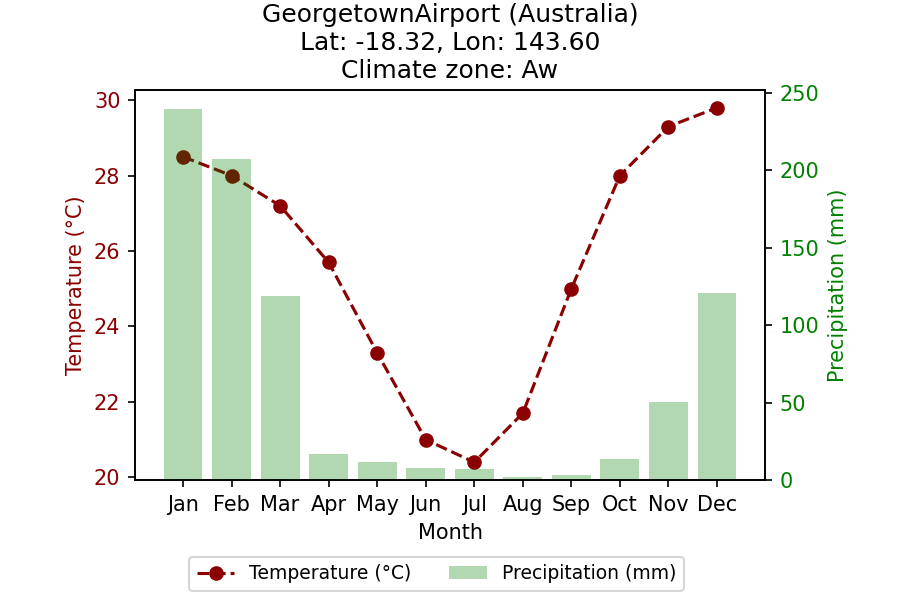 GeorgetownAirport (Australia)
Lat: -18.32, Lon: 143.60
Climate zone: Aw
30
28
26
24
22
20
Temperature (°C)
250
200
150
100
50
0
Precipitation (mm)
Jan Feb Mar Apr May Jun Jul Aug Sep Oct Nov Dec
Month
Temperature (°C) Precipitation (mm)